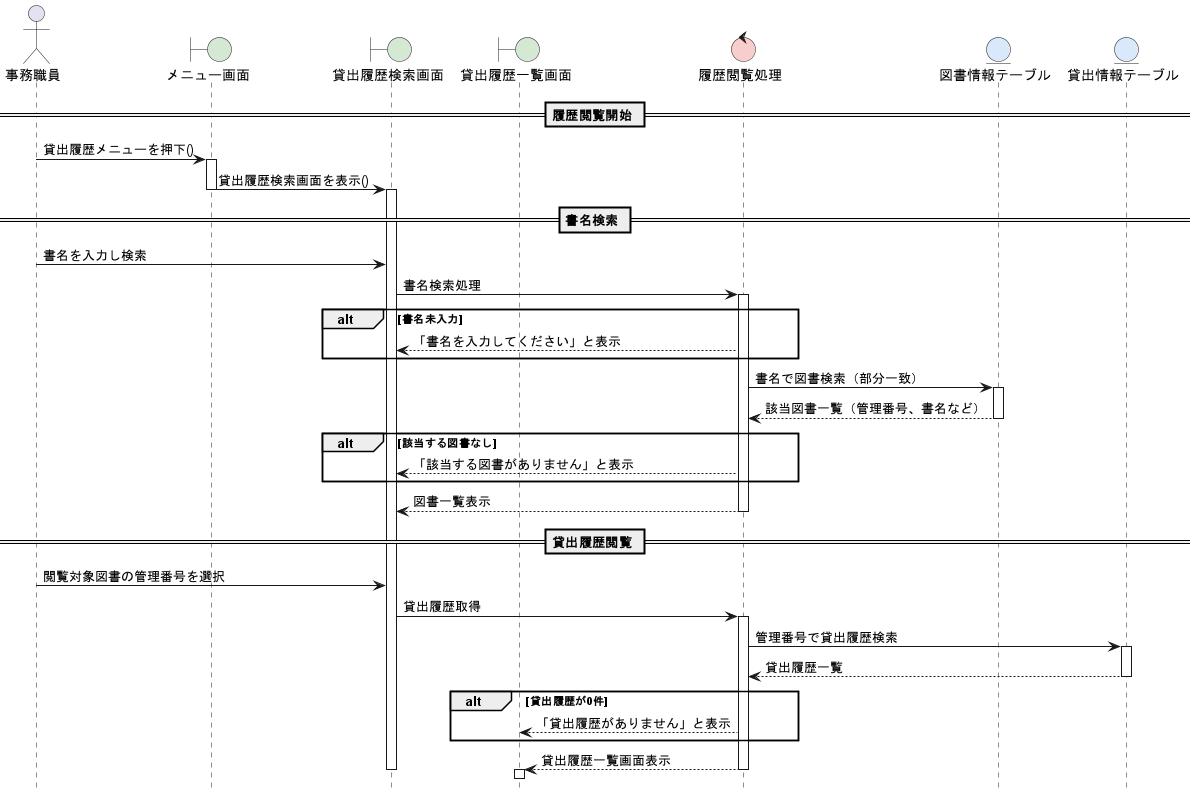 事務職員
メニュー画面
貸出履歴検索画面
貸出履歴一覧画面
履歴閲覧処理
図書情報テーブル
貸出情報テーブル
履歴閲覧開始
貸出履歴メニューを押下()
貸出履歴検索画面を表示()
書名検索
書名を入力し検索
書名検索処理
alt
[書名未入力]
「書名を入力してください」と表示
書名で図書検索（部分一致）
該当図書一覧（管理番号、書名など）
alt
[該当する図書なし]
「該当する図書がありません」と表示
図書一覧表示
貸出履歴閲覧
閲覧対象図書の管理番号を選択
貸出履歴取得
管理番号で貸出履歴検索
貸出履歴一覧
alt
[貸出履歴が0件]
「貸出履歴がありません」と表示
貸出履歴一覧画面表示